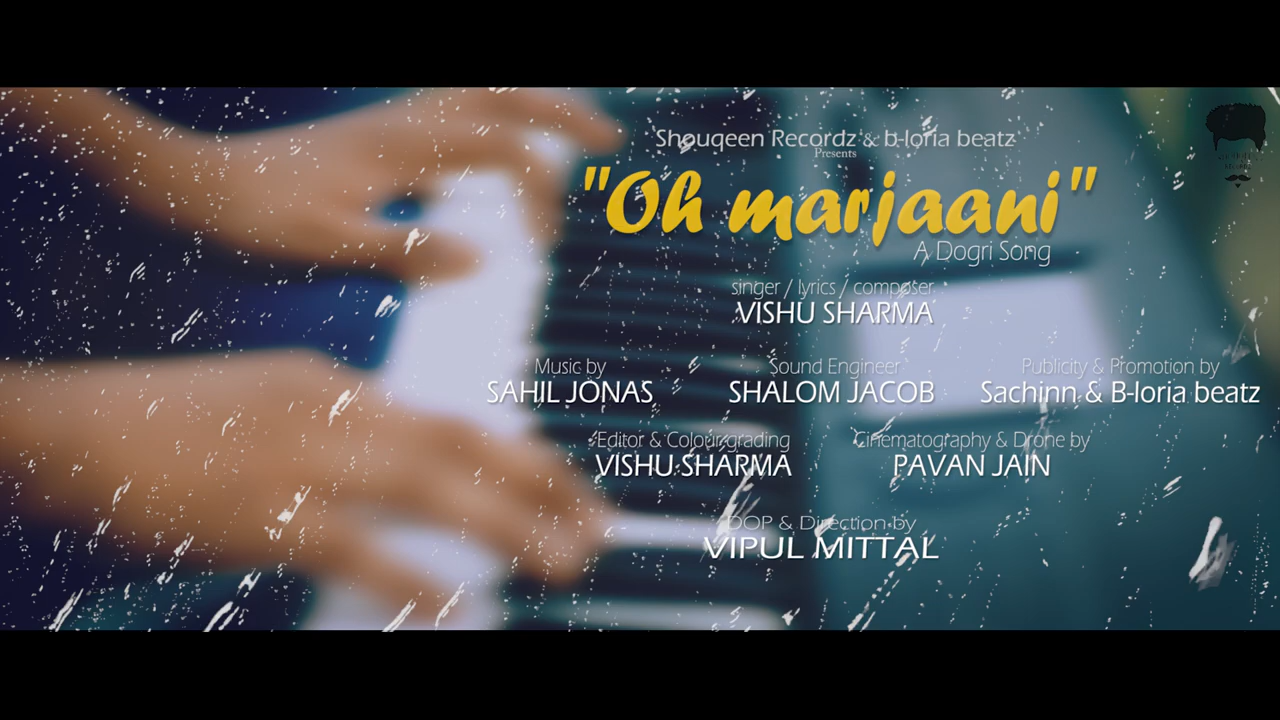 Shouqeen Recordz & b-loria beatz
Presents
"Oh marjaani"
A Dogri Song
singer / lyrics / composer
VISHU SHARMA
Music by
SAHIL JONAS
Sound Engineer
SHALOM JACOB
Publicity & Promotion by
Sachinn & B-loria beatz
Editor & Colour grading
VISHU SHARMA
Cinematography & Drone by
PAVAN JAIN
DOP & Direction by
VIPUL MITTAL